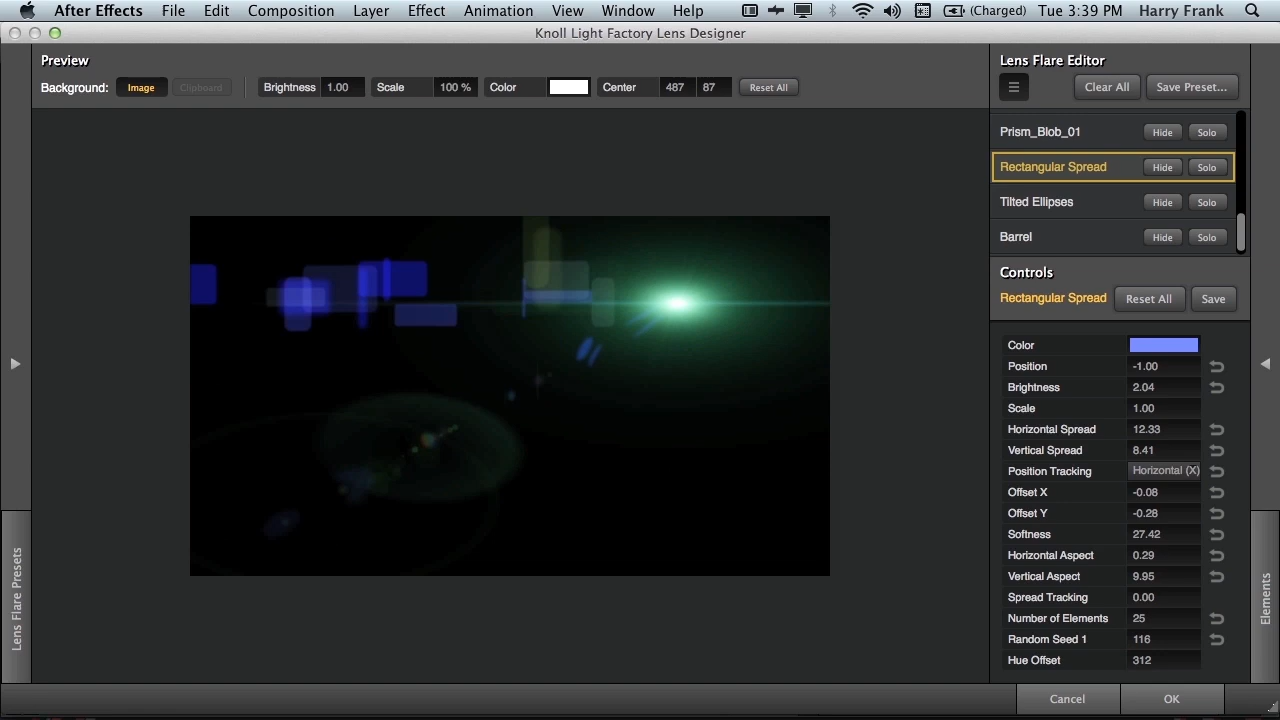 After Effects File Edit Composition Layer Effect Animation View Window Help (Charged) Tue 3:39 PM Harry Frank
Knoll Light Factory Lens Designer
Preview
Background: Image Clipboard Brightness 1.00 Scale 100 % Color Center 487 87 Reset All
Lens Flare Editor
Clear All Save Preset...
Prism_Blob_01 Hide Solo
Rectangular Spread Hide Solo
Tilted Ellipses Hide Solo
Barrel Hide Solo
Controls
Rectangular Spread Reset All Save
Color
Position -1.00
Brightness 2.04
Scale 1.00
Horizontal Spread 12.33
Vertical Spread 8.41
Position Tracking Horizontal (X)
Offset X -0.08
Offset Y -0.28
Softness 27.42
Horizontal Aspect 0.29
Vertical Aspect 9.95
Spread Tracking 0.00
Number of Elements 25
Random Seed 1 116
Hue Offset 312
Lens Flare Presets
Elements
Cancel OK